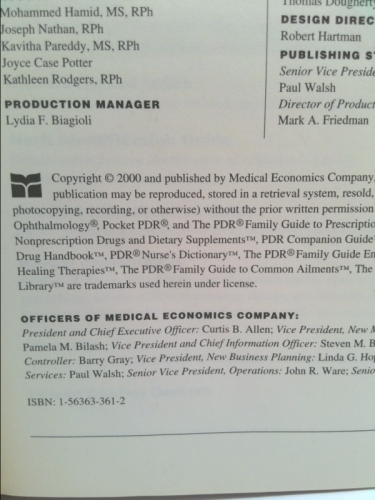 Mohammed Hamid, MS, RPh
Joseph Nathan, RPh
Kavitha Pareddy, MS, RPh
Joyce Case Potter
Kathleen Rodgers, RPh
PRODUCTION MANAGER
Lydia F. Biagioli
Thomas Dougherty
DESIGN DIREC
Robert Hartman
PUBLISHING S
Senior Vice Preside
Paul Walsh
Director of Product
Mark A. Friedman
Copyright © 2000 and published by Medical Economics Company,
publication may be reproduced, stored in a retrieval system, resold,
photocopying, recording, or otherwise) without the prior written permission
Ophthalmology®, Pocket PDR®, and The PDR® Family Guide to Prescriptio
Nonprescription Drugs and Dietary Supplements™, PDR Companion Guide
Drug Handbook™, PDR® Nurse's Dictionary™, The PDR® Family Guide En
Healing Therapies™, The PDR® Family Guide to Common Ailments™, The
Library™ are trademarks used herein under license.
OFFICERS OF MEDICAL ECONOMICS COMPANY:
President and Chief Executive Officer: Curtis B. Allen; Vice President, New M
Pamela M. Bilash; Vice President and Chief Information Officer: Steven M. B
Controller: Barry Gray; Vice President, New Business Planning: Linda G. Hop
Services: Paul Walsh; Senior Vice President, Operations: John R. Ware; Senio
ISBN: 1-56363-361-2